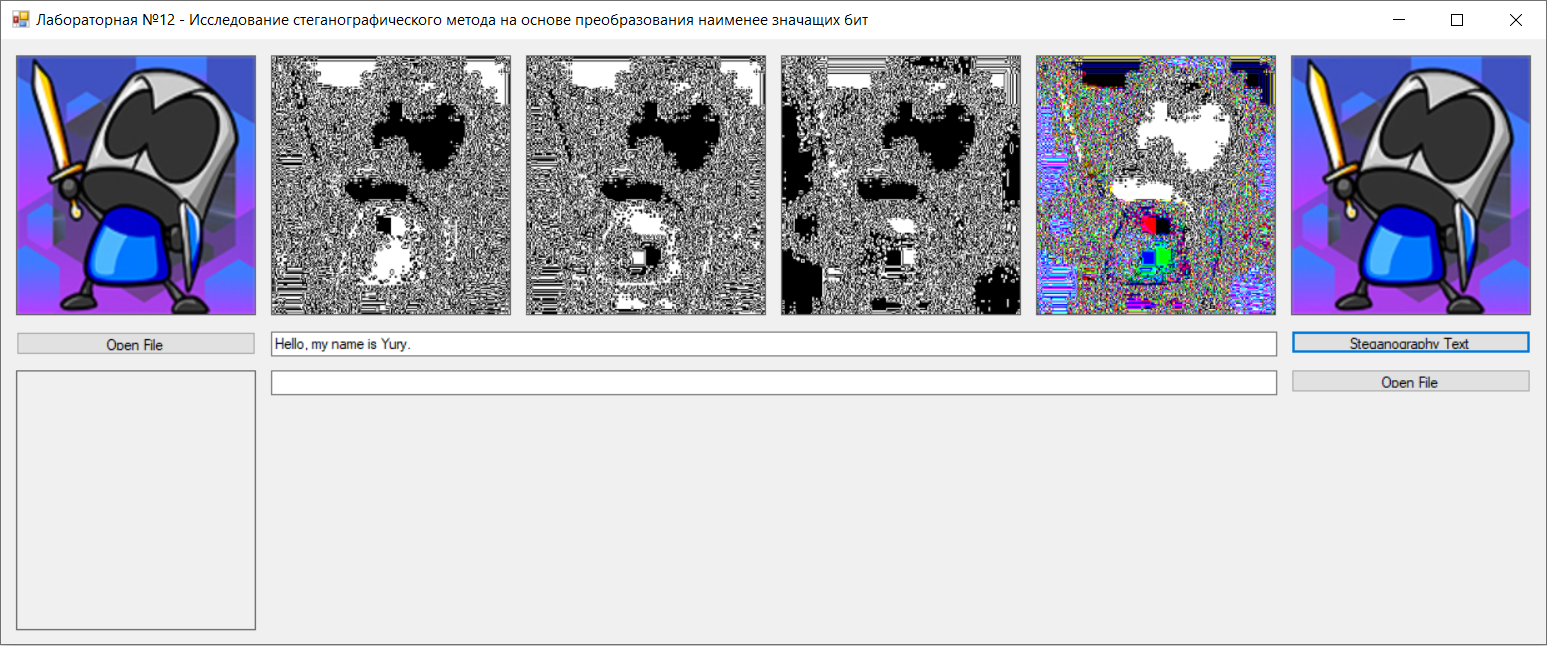 Лабораторная №12 - Исследование стеганографического метода на основе преобразования наименее значащих бит
Open File
Hello, my name is Yury.
Steganography Text
Open File